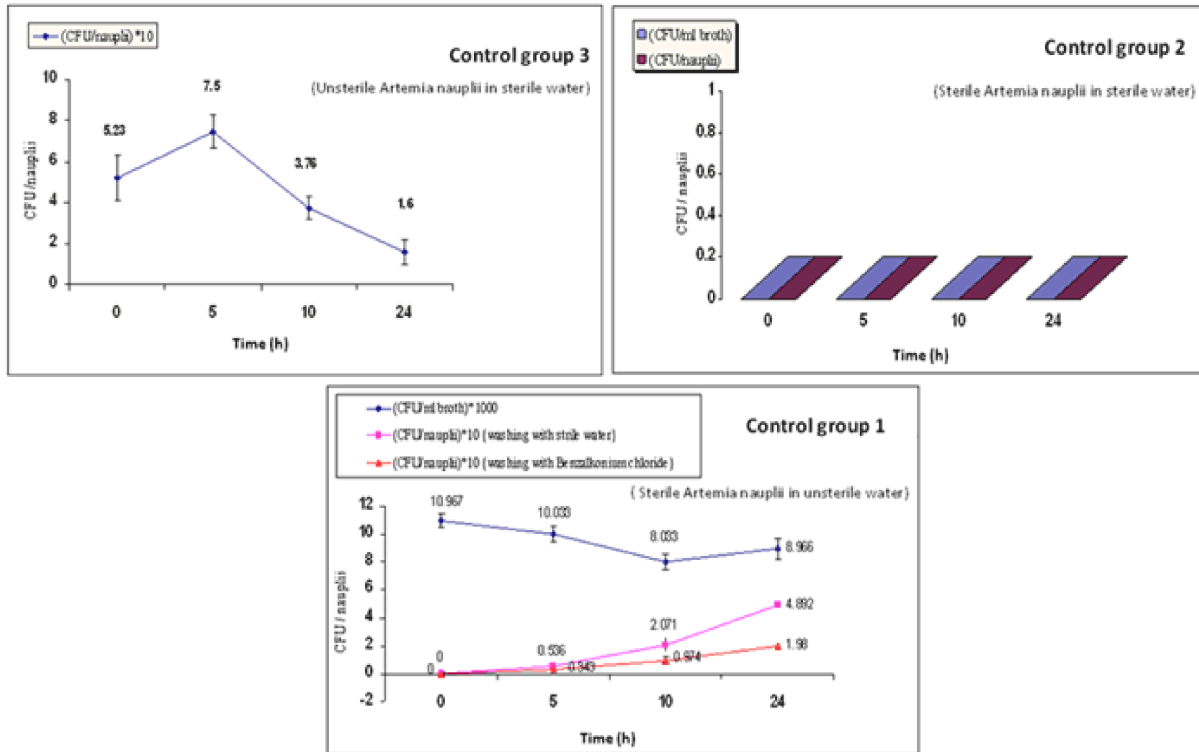 (CFU/nauplii) *10
Control group 3
(Unsterile Artemia nauplii in sterile water)
CFU /nauplii
10
8
6
4
2
0
5.23
7.5
3.76
1.6
0
5
10
24
Time (h)
(CFU/ml broth)
(CFU/nauplii)
Control group 2
(Sterile Artemia nauplii in sterile water)
CFU / nauplii
1
0.8
0.6
0.4
0.2
0
0
5
10
24
Time (h)
(CFU/ml broth)*1000
(CFU/nauplii)*10 (washing with strile water)
(CFU/nauplii)*10 (washing with Benzalkonium chloride)
Control group 1
( Sterile Artemia nauplii in unsterile water)
CFU / nauplii
12
10
8
6
4
2
0
-2
10.967
10.033
8.033
8.966
0
0.536
2.071
4.892
0
0.343
0.974
1.98
0
5
10
24
Time (h)